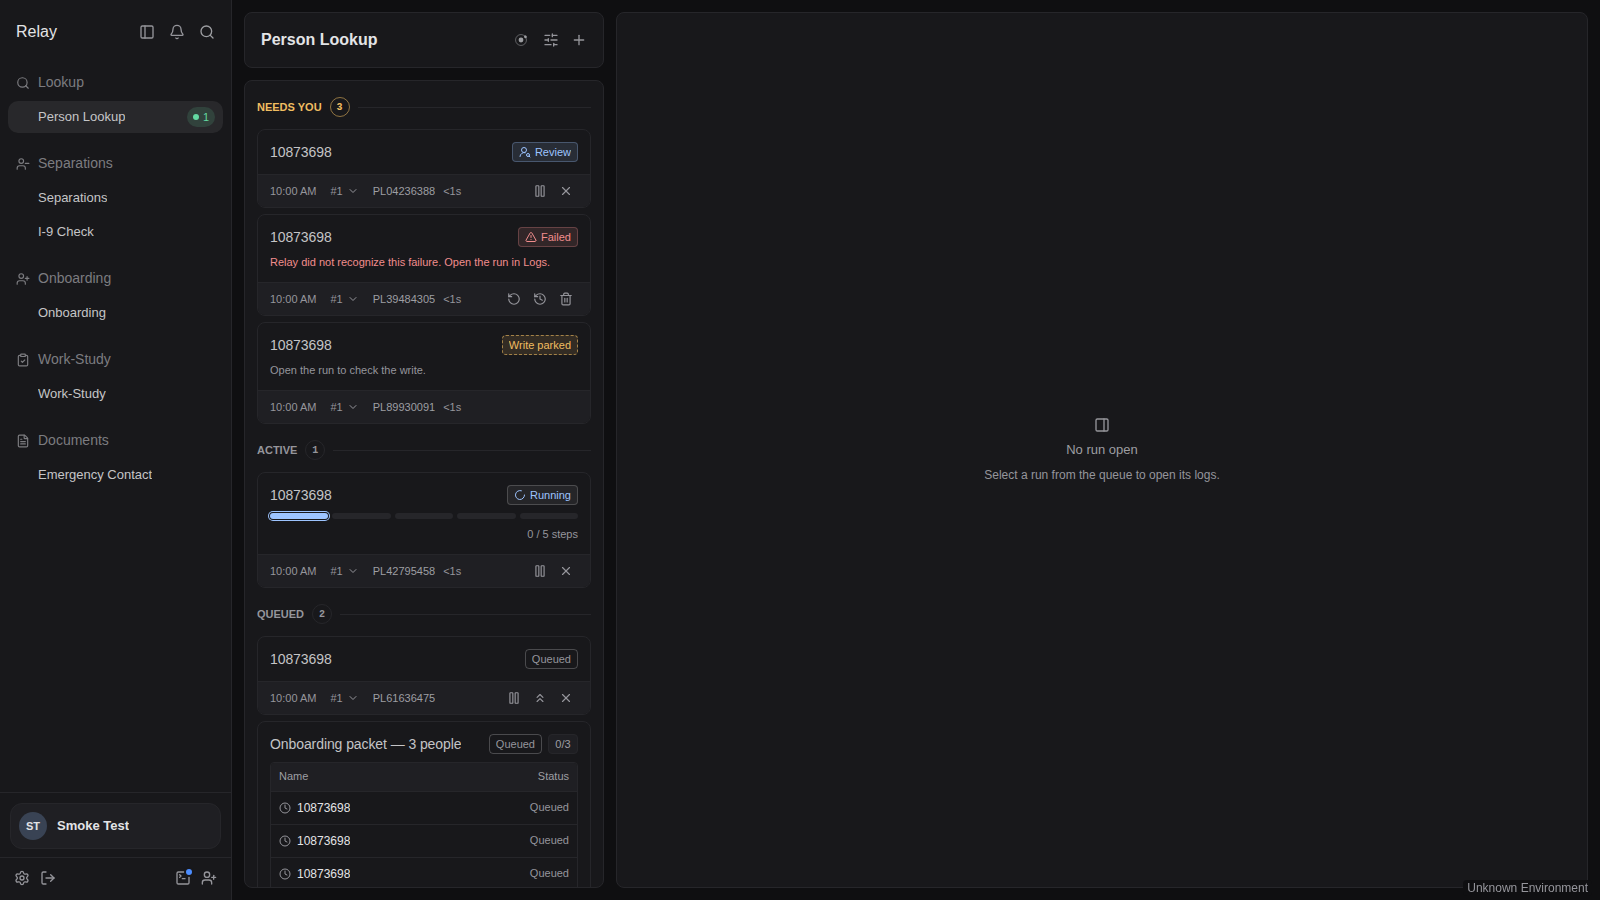 Relay
Lookup
Person Lookup
1
Separations
Separations
I-9 Check
Onboarding
Onboarding
Work-Study
Work-Study
Documents
Emergency Contact
ST
Smoke Test
Person Lookup
NEEDS YOU 3
10873698 Review
10:00 AM #1 PL04236388 <1s
10873698 Failed
Relay did not recognize this failure. Open the run in Logs.
10:00 AM #1 PL39484305 <1s
10873698 Write parked
Open the run to check the write.
10:00 AM #1 PL89930091 <1s
ACTIVE 1
10873698 Running
0 / 5 steps
10:00 AM #1 PL42795458 <1s
QUEUED 2
10873698 Queued
10:00 AM #1 PL61636475
Onboarding packet — 3 people Queued 0/3
Name Status
10873698 Queued
10873698 Queued
10873698 Queued
No run open
Select a run from the queue to open its logs.
Unknown Environment